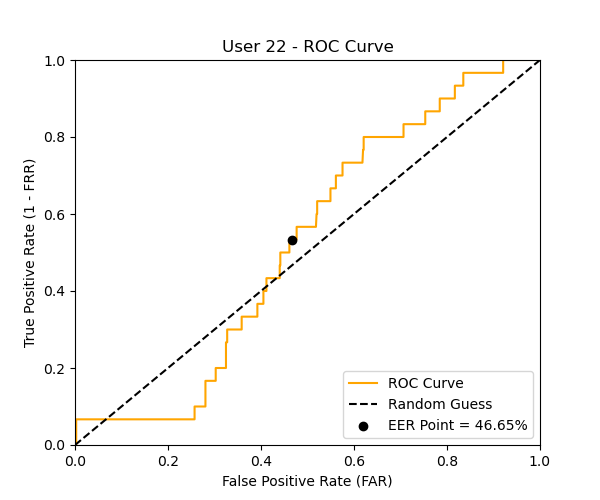 User 22 - ROC Curve
True Positive Rate (1 - FRR)
1.0
0.8
0.6
0.4
0.2
0.0
ROC Curve
Random Guess
EER Point = 46.65%
0.0 0.2 0.4 0.6 0.8 1.0
False Positive Rate (FAR)